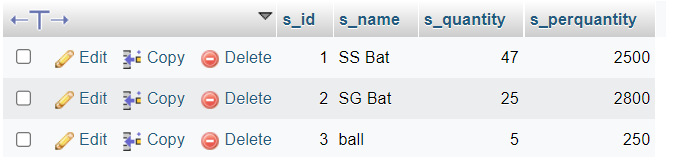 s_id s_name s_quantity s_perquantity
Edit Copy Delete 1 SS Bat 47 2500
Edit Copy Delete 2 SG Bat 25 2800
Edit Copy Delete 3 ball 5 250